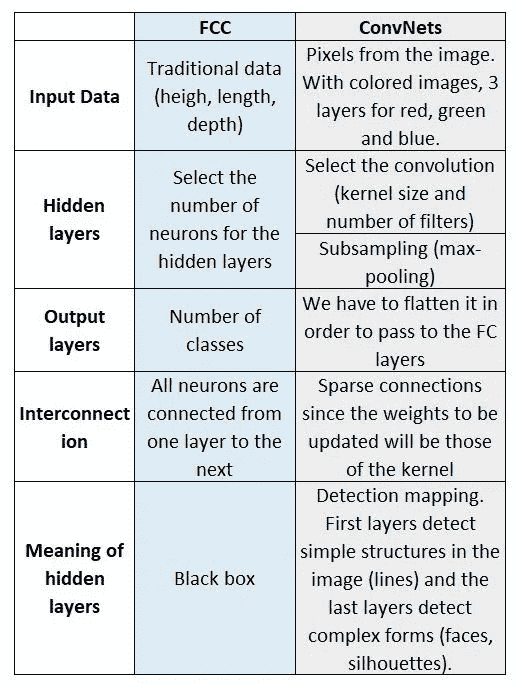 FCC
ConvNets
Input Data
Traditional data
(heigh, length,
depth)
Pixels from the image.
With colored images, 3
layers for red, green
and blue.
Hidden
layers
Select the
number of
neurons for the
hidden layers
Select the convolution
(kernel size and
number of filters)
Subsampling (max-
pooling)
Output
layers
Number of
classes
We have to flatten it in
order to pass to the FC
layers
Interconnect
ion
All neurons are
connected from
one layer to the
next
Sparse connections
since the weights to be
updated will be those
of the kernel
Meaning of
hidden
layers
Black box
Detection mapping.
First layers detect
simple structures in the
image (lines) and the
last layers detect
complex forms (faces,
silhouettes).